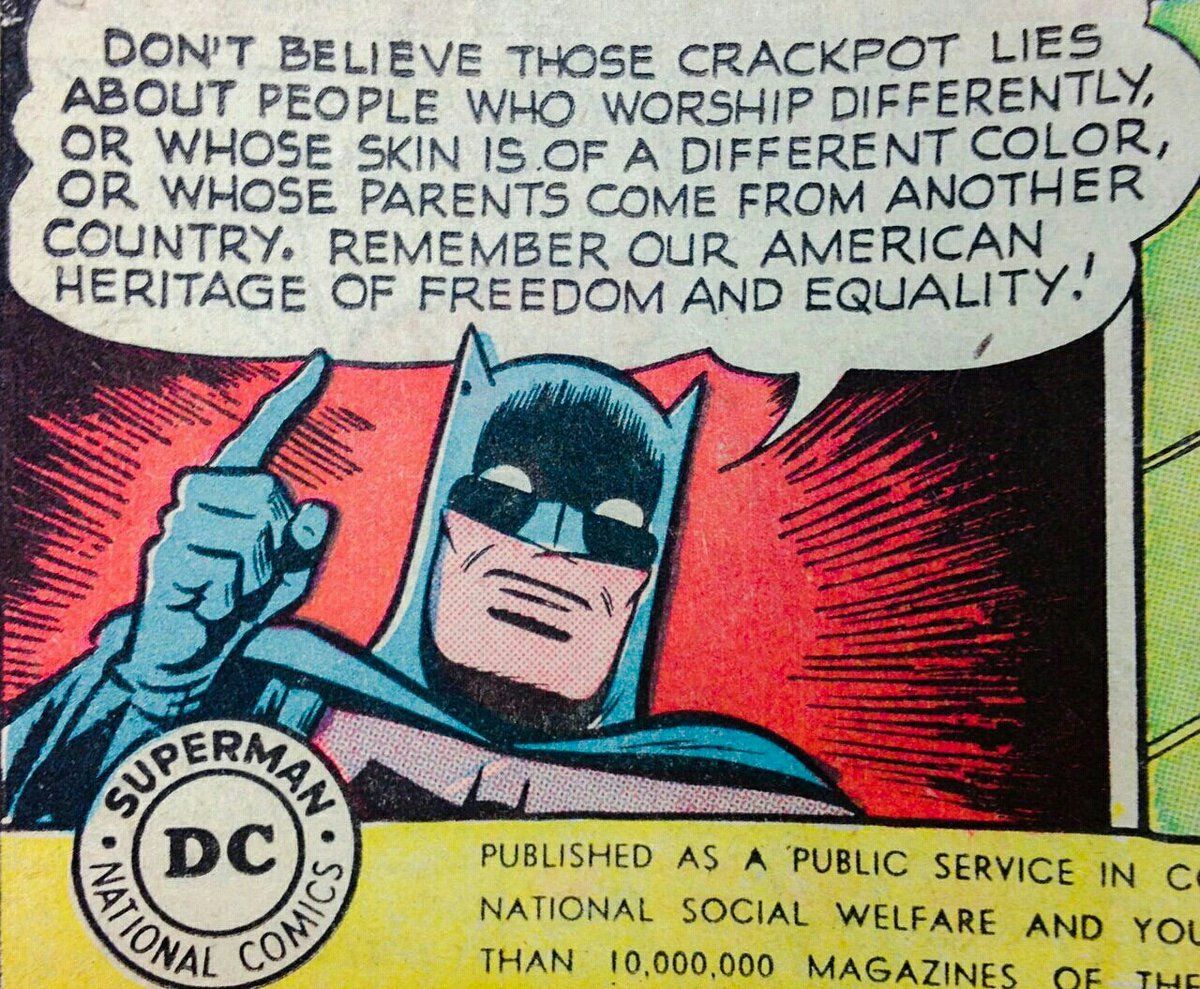 DON'T BELIEVE THOSE CRACKPOT LIES
ABOUT PEOPLE WHO WORSHIP DIFFERENTLY,
OR WHOSE SKIN IS OF A DIFFERENT COLOR,
OR WHOSE PARENTS COME FROM ANOTHER
COUNTRY. REMEMBER OUR AMERICAN
HERITAGE OF FREEDOM AND EQUALITY!
SUPERMAN
DC
NATIONAL COMICS
PUBLISHED AS A PUBLIC SERVICE IN
NATIONAL SOCIAL WELFARE AND
THAN 10,000,000 MAGAZINES OF